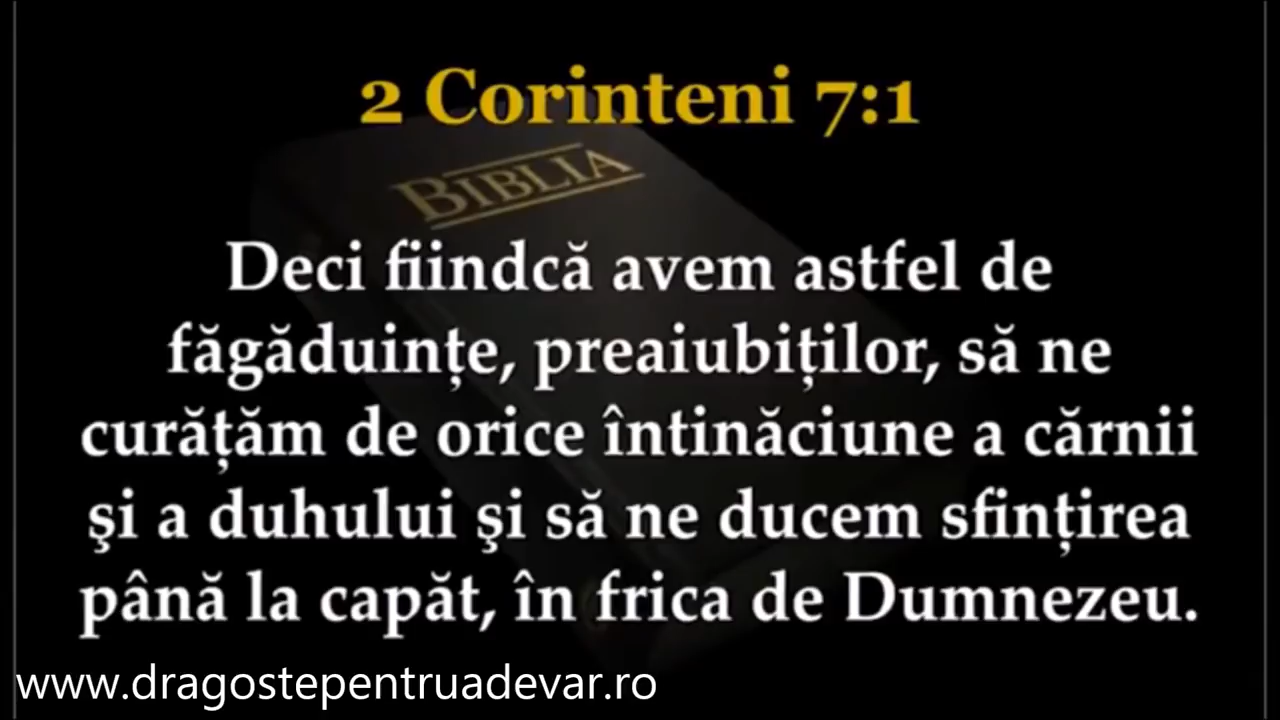 2 Corinteni 7:1
BIBLIA
Deci fiindcă avem astfel de
făgăduințe, preaiubiților, să ne
curățăm de orice întinăciune a cărnii
şi a duhului şi să ne ducem sfințirea
până la capăt, în frica de Dumnezeu.
www.dragostepentruadevar.ro